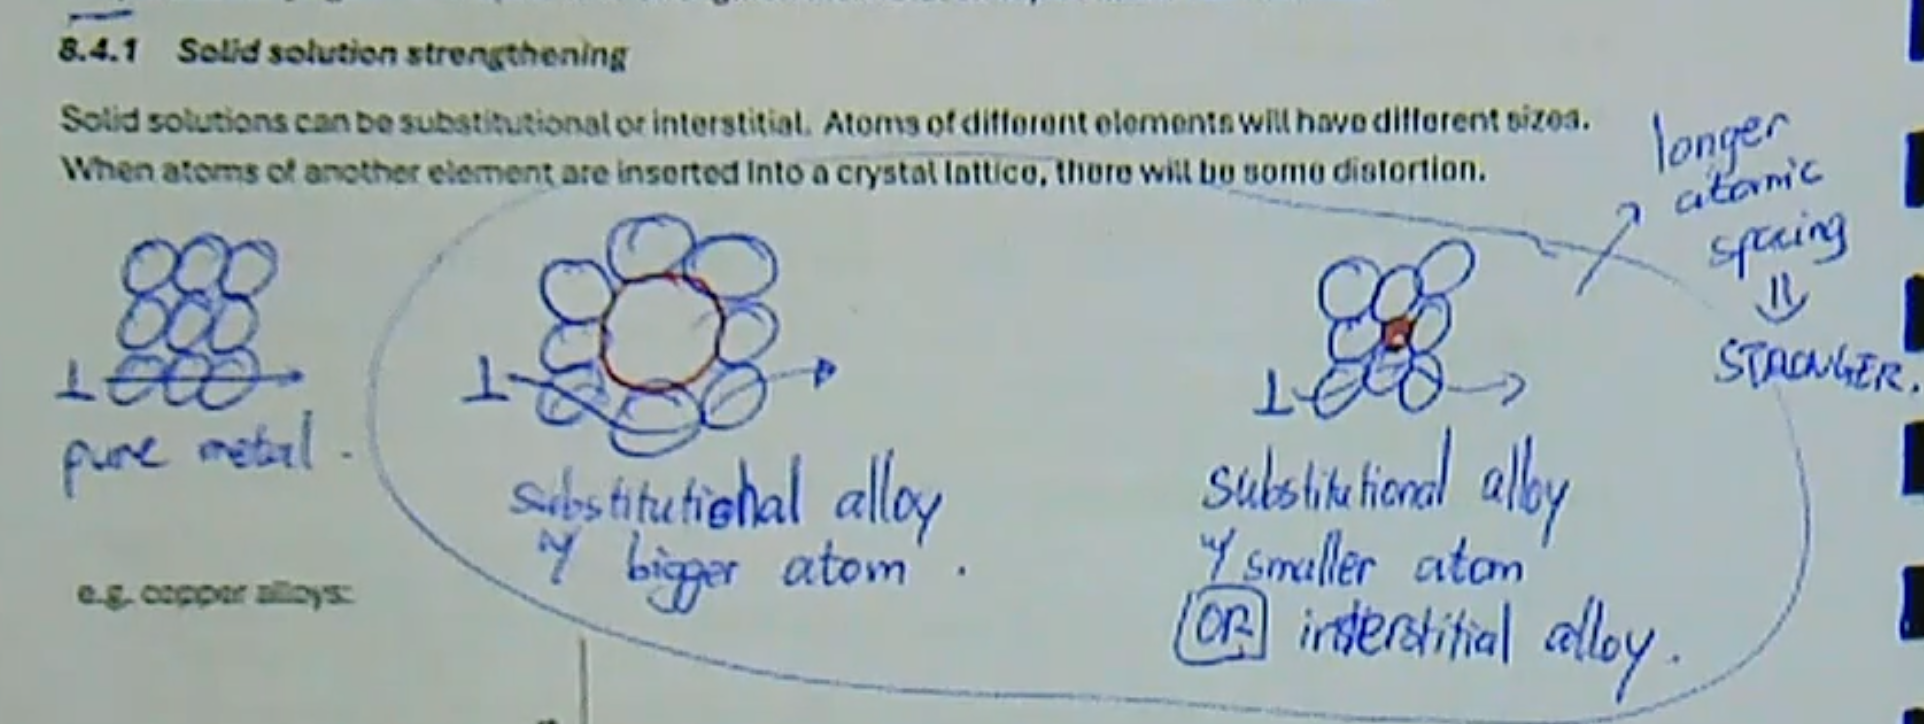 8.4.1 Solid solution strengthening
Solid solutions can be substitutional or interstitial. Atoms of different elements will have different sizes.
When atoms of another element are inserted into a crystal lattice, there will be some distortion.
longer
atomic
spacing
⇓
STRONGER.
⊥
pure metal.
⊥
substitutional alloy
w/ bigger atom.
⊥
substitutional alloy
w/ smaller atom
OR interstitial alloy.
e.g. copper alloys: